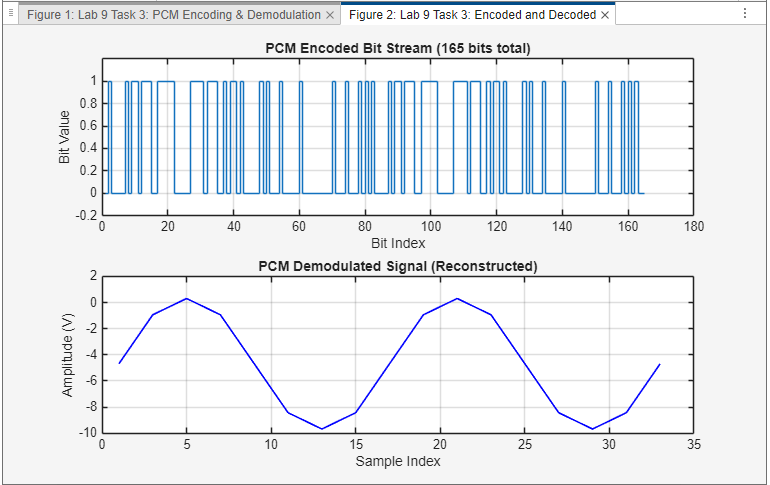 Figure 1: Lab 9 Task 3: PCM Encoding & Demodulation × Figure 2: Lab 9 Task 3: Encoded and Decoded ×
PCM Encoded Bit Stream (165 bits total)
Bit Value
1
0.8
0.6
0.4
0.2
0
-0.2
0 20 40 60 80 100 120 140 160 180
Bit Index
PCM Demodulated Signal (Reconstructed)
Amplitude (V)
2
0
-2
-4
-6
-8
-10
0 5 10 15 20 25 30 35
Sample Index